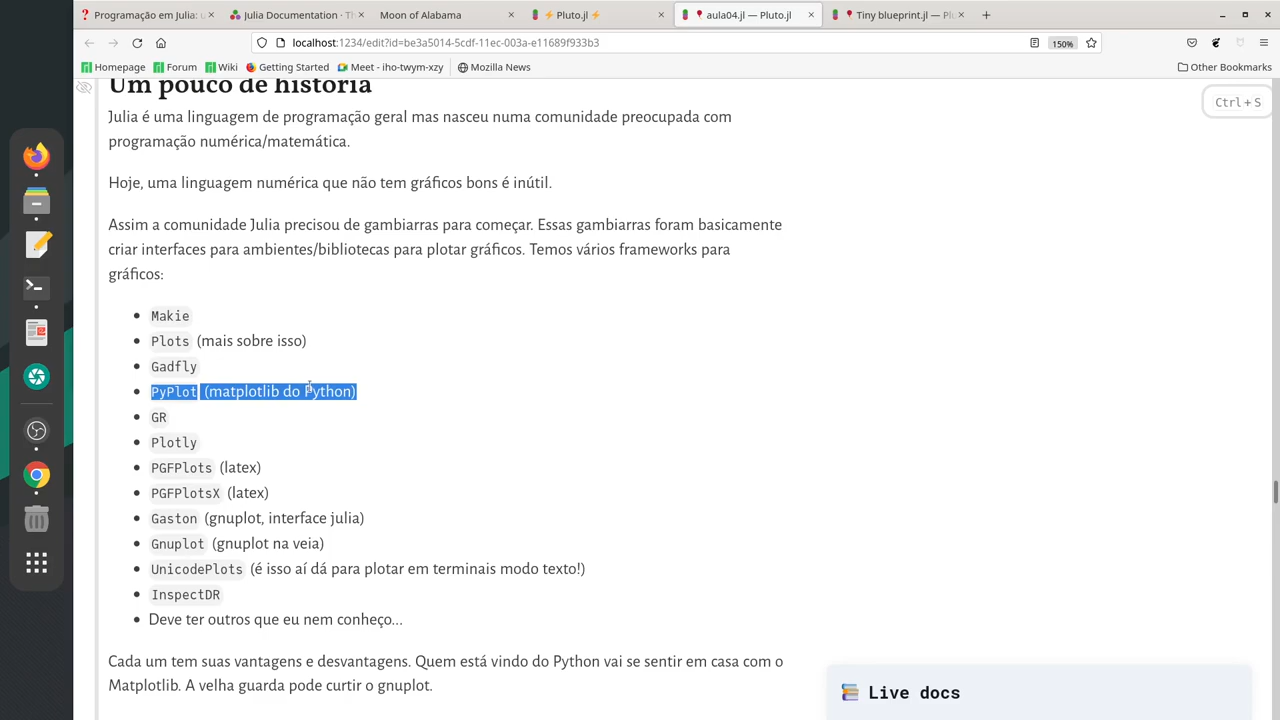 Programação em Julia: u
Julia Documentation · Th
Moon of Alabama
⚡ Pluto.jl ⚡
aula04.jl — Pluto.jl
Tiny blueprint.jl — Plu
localhost:1234/edit?id=be3a5014-5cdf-11ec-003a-e11689f933b3
150%
Homepage
Forum
Wiki
Getting Started
Meet - iho-twym-xzy
Mozilla News
Other Bookmarks
Um pouco de história
Ctrl + S
Julia é uma linguagem de programação geral mas nasceu numa comunidade preocupada com
programação numérica/matemática.
Hoje, uma linguagem numérica que não tem gráficos bons é inútil.
Assim a comunidade Julia precisou de gambiarras para começar. Essas gambiarras foram basicamente
criar interfaces para ambientes/bibliotecas para plotar gráficos. Temos vários frameworks para
gráficos:
• Makie
• Plots (mais sobre isso)
• Gadfly
• PyPlot (matplotlib do Python)
• GR
• Plotly
• PGFPlots (latex)
• PGFPlotsX (latex)
• Gaston (gnuplot, interface julia)
• Gnuplot (gnuplot na veia)
• UnicodePlots (é isso aí dá para plotar em terminais modo texto!)
• InspectDR
• Deve ter outros que eu nem conheço...
Cada um tem suas vantagens e desvantagens. Quem está vindo do Python vai se sentir em casa com o
Matplotlib. A velha guarda pode curtir o gnuplot.
Live docs